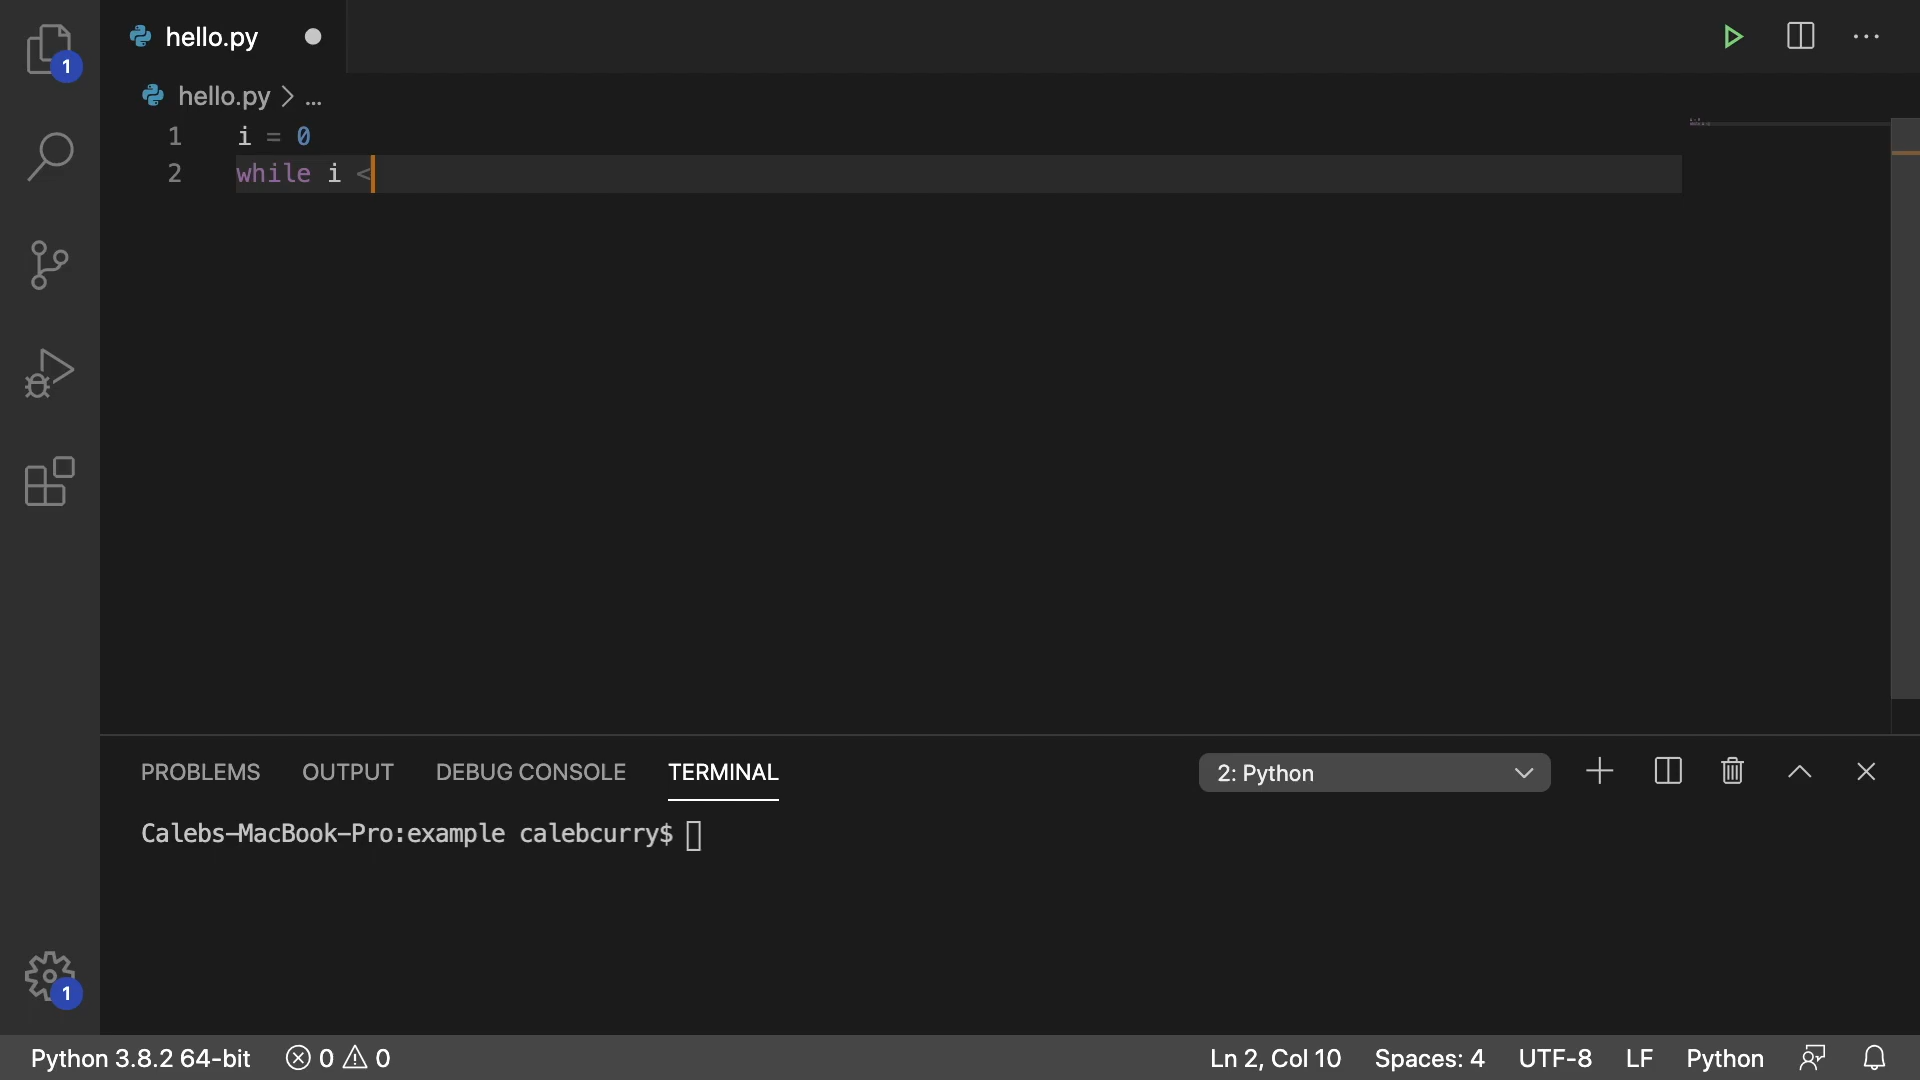 1
hello.py
hello.py > ...
1 i = 0
2 while i <
PROBLEMS OUTPUT DEBUG CONSOLE TERMINAL 2: Python
Calebs-MacBook-Pro:example calebcurry$
1
Python 3.8.2 64-bit 0 0 Ln 2, Col 10 Spaces: 4 UTF-8 LF Python